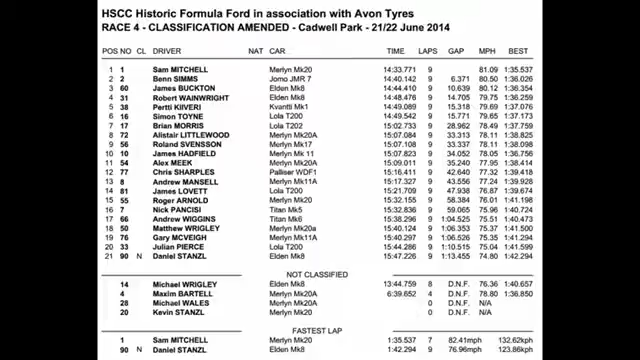 HSCC Historic Formula Ford in association with Avon Tyres
RACE 4 - CLASSIFICATION AMENDED - Cadwell Park - 21/22 June 2014
POS NO CL DRIVER NAT CAR TIME LAPS GAP MPH BEST
1 1 Sam MITCHELL Merlyn Mk20 14:33.771 9 81.09 1:35.537
2 2 Benn SIMMS Jomo JMR 7 14:40.142 9 6.371 80.50 1:36.026
3 60 James BUCKTON Elden Mk8 14:44.410 9 10.639 80.12 1:36.354
4 31 Robert WAINWRIGHT Elden Mk8 14:48.476 9 14.705 79.75 1:36.259
5 38 Pertti KIIVERI Kvantti Mk1 14:49.089 9 15.318 79.69 1:37.076
6 16 Simon TOYNE Lola T200 14:49.542 9 15.771 79.65 1:37.173
7 17 Brian MORRIS Lola T202 15:02.733 9 28.962 78.49 1:37.759
8 72 Alistair LITTLEWOOD Merlyn Mk20A 15:07.084 9 33.313 78.11 1:38.825
9 56 Roland SVENSSON Merlyn Mk17 15:07.108 9 33.337 78.11 1:38.098
10 10 James HADFIELD Merlyn Mk 11 15:07.823 9 34.052 78.05 1:36.756
11 54 Alex MEEK Merlyn Mk20A 15:09.011 9 35.240 77.95 1:38.414
12 77 Chris SHARPLES Palliser WDF1 15:16.411 9 42.640 77.32 1:39.418
13 8 Andrew MANSELL Merlyn Mk11A 15:17.327 9 43.556 77.24 1:39.928
14 81 James LOVETT Lola T200 15:21.709 9 47.938 76.87 1:39.674
15 55 Roger ARNOLD Merlyn Mk20A 15:32.155 9 58.384 76.01 1:41.198
16 7 Nick PANCISI Titan Mk5 15:32.836 9 59.065 75.96 1:40.724
17 66 Andrew WIGGINS Titan Mk6 15:38.296 9 1:04.525 75.51 1:40.473
18 50 Matthew WRIGLEY Merlyn Mk20a 15:40.124 9 1:06.353 75.37 1:41.500
19 76 Gary MCVEIGH Merlyn Mk11A 15:40.297 9 1:06.526 75.35 1:41.294
20 33 Julian PIERCE Lola T200 15:44.286 9 1:10.515 75.04 1:41.599
21 90 N Daniel STANZL Elden Mk8 15:47.226 9 74.80 1:42.294
NOT CLASSIFIED
14 Michael WRIGLEY Elden Mk8 13:44.759 8 D.N.F. 76.36 1:40.657
4 Maxim BARTELL Merlyn Mk20A 6:39.652 4 D.N.F. 78.80 1:36.850
28 Michael WALES Merlyn Mk20A 0 D.N.F. N/A
20 Kevin STANZL Merlyn Mk20A 0 D.N.F. N/A
FASTEST LAP
1 Sam MITCHELL Merlyn Mk20 1:35.537 7 82.41mph 132.62kph
90 N Daniel STANZL Elden Mk8 1:42.294 9 76.96mph 123.86kph